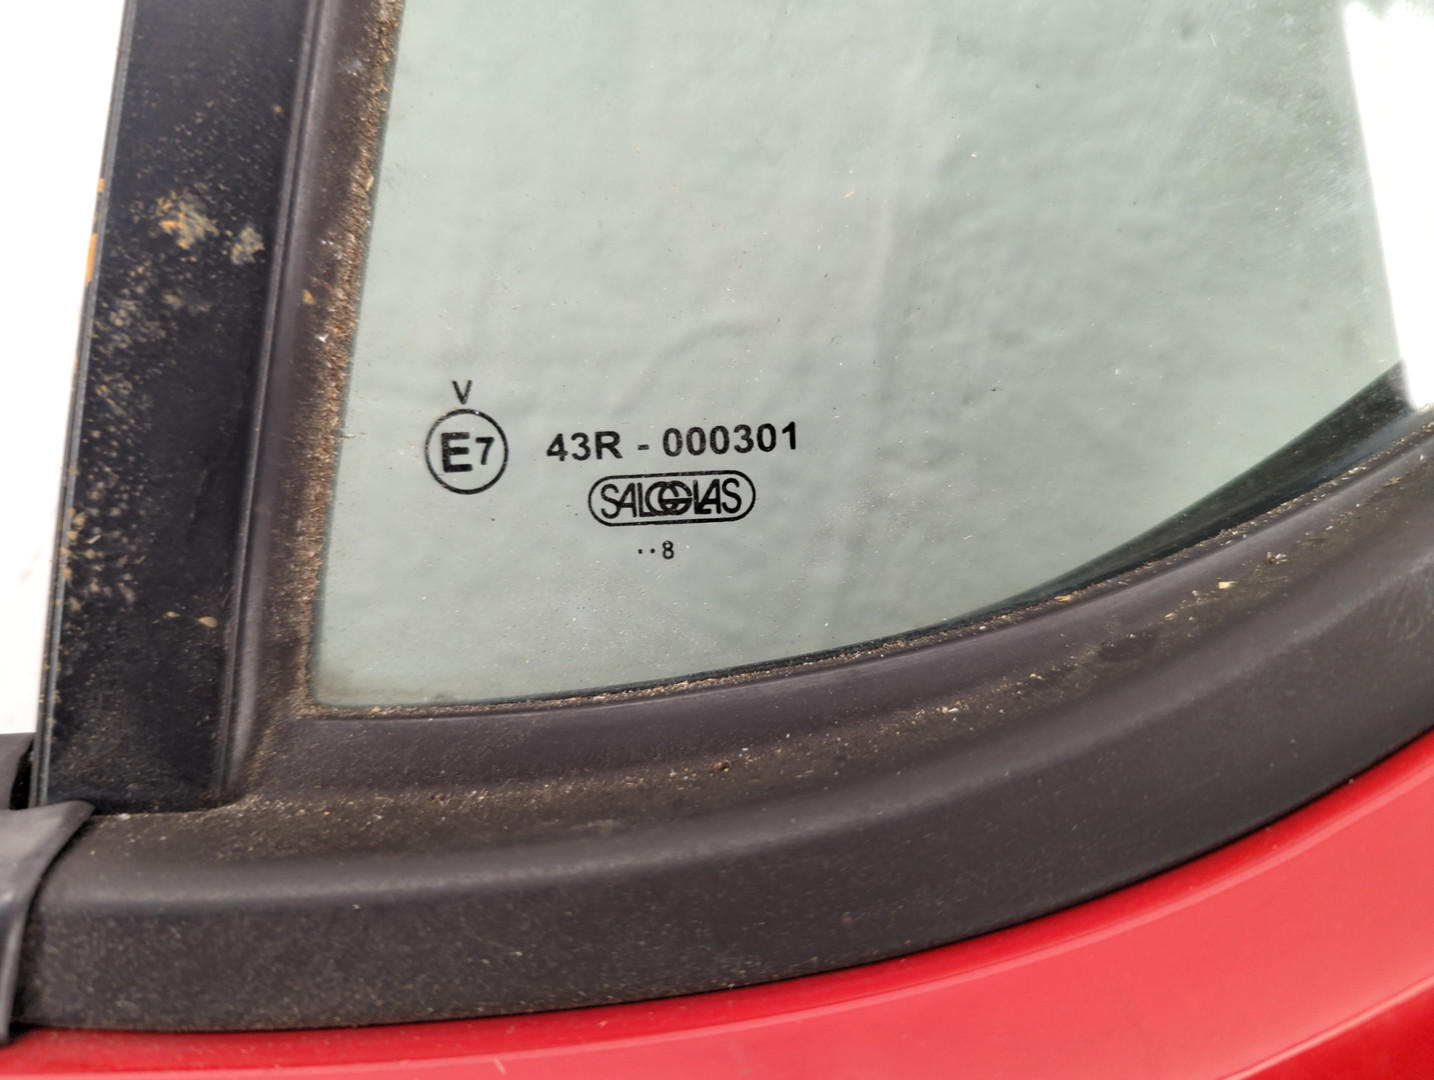 V
E7 43R - 000301
SALGGLAS
··8